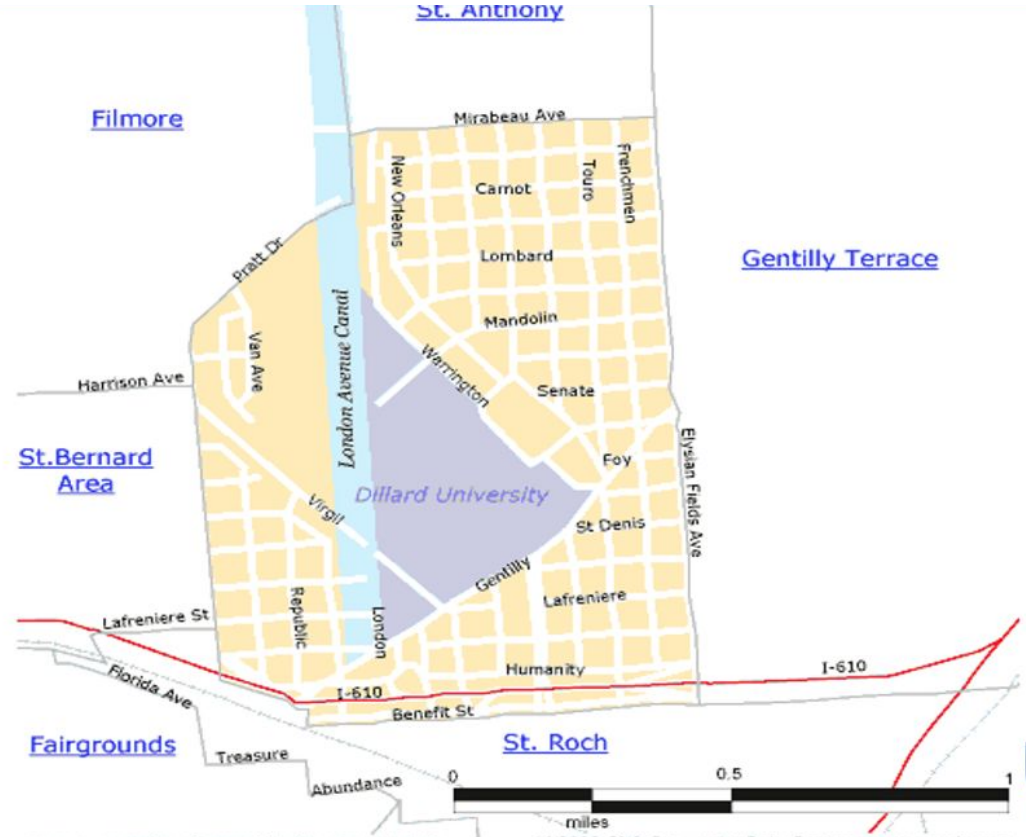 St. Anthony
Filmore
Mirabeau Ave
New Orleans
Carnot
Touro
Frenchmen
Pratt Dr
Lombard
Gentilly Terrace
London Avenue Canal
Mandolin
Van Ave
Warrington
Harrison Ave
Senate
St.Bernard
Area
Elysian Fields Ave
Foy
Dillard University
Virgil
St Denis
Gentilly
Republic
Lafreniere
Lafreniere St
London
Humanity
I-610
I-610
Florida Ave
Benefit St
Fairgrounds
St. Roch
Treasure
Abundance
0 0.5 1
miles